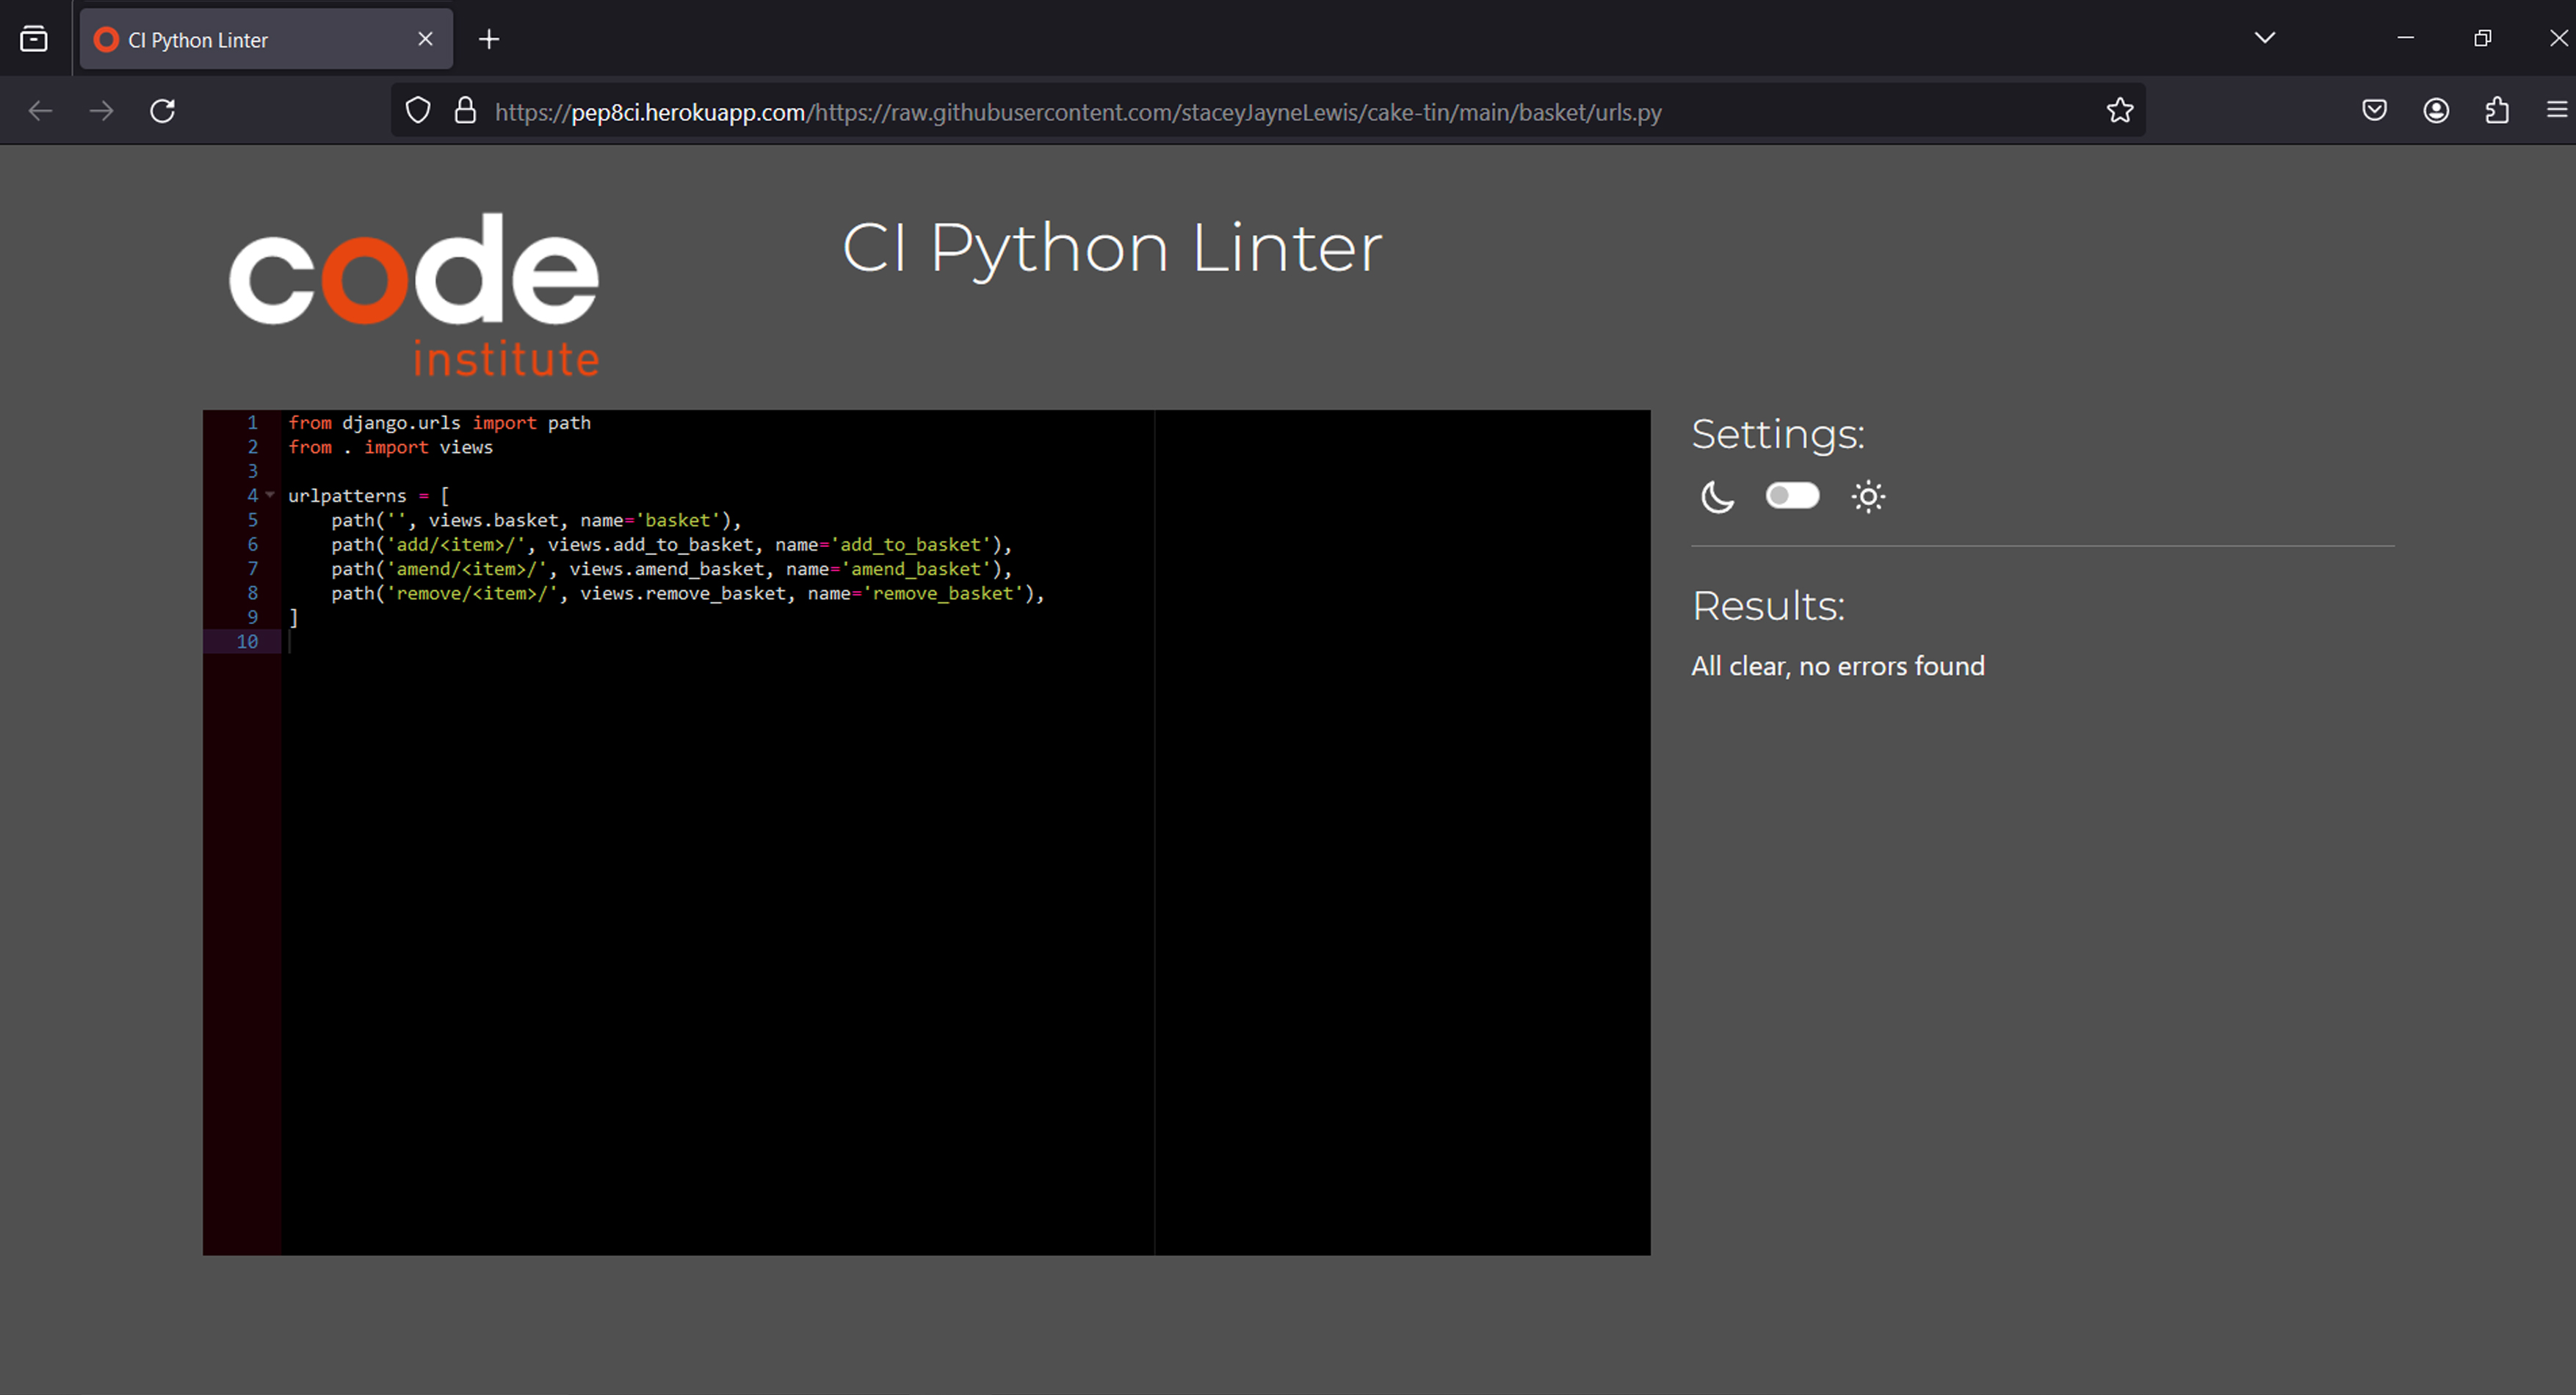 CI Python Linter
https://pep8ci.herokuapp.com/https://raw.githubusercontent.com/staceyJayneLewis/cake-tin/main/basket/urls.py
code
institute
CI Python Linter
1 from django.urls import path
2 from . import views
3
4 urlpatterns = [
5     path('', views.basket, name='basket'),
6     path('add/<item>/', views.add_to_basket, name='add_to_basket'),
7     path('amend/<item>/', views.amend_basket, name='amend_basket'),
8     path('remove/<item>/', views.remove_basket, name='remove_basket'),
9 ]
10
Settings:
Results:
All clear, no errors found